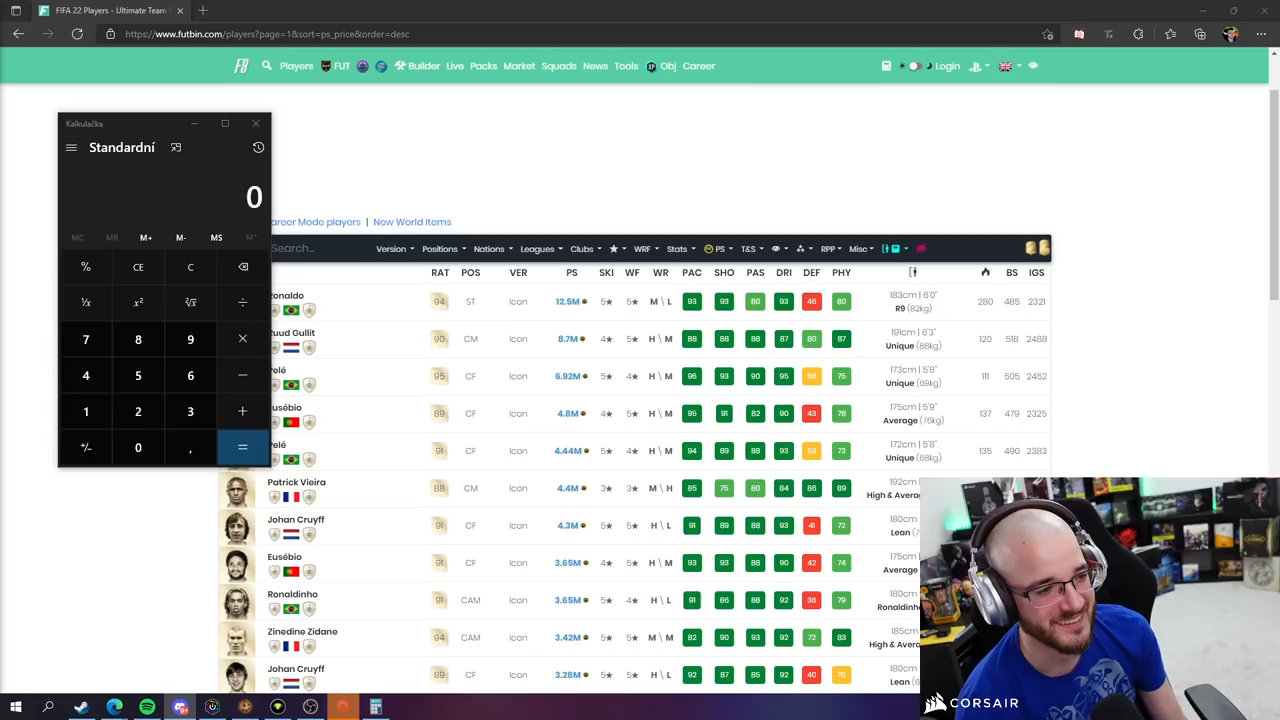 FIFA 22 Players - Ultimate Team
https://www.futbin.com/players?page=1&sort=ps_price&order=desc
FB Players FUT Builder Live Packs Market Squads News Tools Obj Career Login
Kalkulačka
Standardní
0
MC MR M+ M- MS
% CE C
¹/x x² ²√x ÷
7 8 9 ×
4 5 6 −
1 2 3 +
+/- 0 , =
areer Mode players | New World Items
Search... Version Positions Nations Leagues Clubs WRF Stats PS T&S RPP Misc
RAT POS VER PS SKI WF WR PAC SHO PAS DRI DEF PHY BS IGS
onaldo 94 ST Icon 12.5M 5★ 5★ M \ L 93 93 80 93 46 80 183cm | 6'0" 280 485 2321
R9 (82kg)
uud Gullit 90 CM Icon 8.7M 4★ 5★ H \ M 88 88 88 87 80 87 191cm | 6'3" 120 518 2488
Unique (88kg)
elé 95 CF Icon 6.92M 5★ 4★ H \ M 96 93 90 95 173cm | 5'8" 111 505 2452
75
Unique (69kg)
usébio 89 CF Icon 4.8M 4★ 5★ H \ M 95 91 82 90 43 78 175cm | 5'9" 137 479 2325
Average (76kg)
elé 91 CF Icon 4.44M 5★ 4★ H \ M 94 89 88 93 53 73 172cm | 5'8" 135 490 2383
Unique (68kg)
Patrick Vieira 88 CM Icon 4.4M 3★ 3★ M \ H 85 75 80 84 86 89 192cm
High & Avera
Johan Cruyff 91 CF Icon 4.3M 5★ 5★ H \ L 91 89 88 93 41 72 180cm
Lean
Eusébio 91 CF Icon 3.65M 4★ 5★ H \ M 93 93 88 90 42 74 175cm
Average
Ronaldinho 91 CAM Icon 3.65M 5★ 4★ H \ L 91 86 88 92 38 79 180cm
Ronaldinho
Zinedine Zidane 94 CAM Icon 3.42M 5★ 5★ M \ M 82 90 93 92 72 83 185cm
High & Avera
Johan Cruyff 89 CF Icon 3.28M 5★ 5★ H \ L 92 87 85 90 40 70 180cm
Lean
CORSAIR